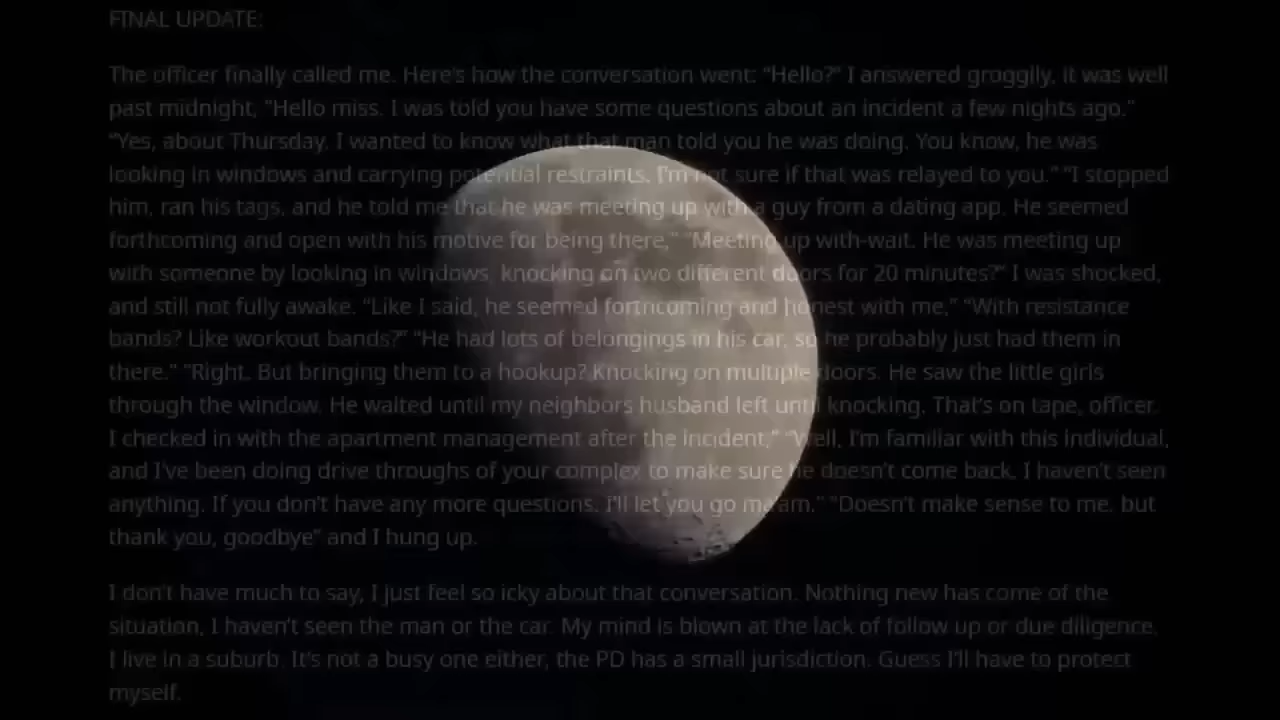 FINAL UPDATE:
The officer finally called me. Here's how the conversation went: "Hello?" I answered groggily, it was well
past midnight, "Hello miss. I was told you have some questions about an incident a few nights ago."
"Yes, about Thursday. I wanted to know what that man told you he was doing. You know, he was
looking in windows and carrying potential restraints. I'm not sure if that was relayed to you." "I stopped
him, ran his tags, and he told me that he was meeting up with a guy from a dating app. He seemed
forthcoming and open with his motive for being there," "Meeting up with-wait. He was meeting up
with someone by looking in windows, knocking on two different doors for 20 minutes?" I was shocked,
and still not fully awake. "Like I said, he seemed forthcoming and honest with me," "With resistance
bands? Like workout bands?" "He had lots of belongings in his car, so he probably just had them in
there." "Right. But bringing them to a hookup? Knocking on multiple doors. He saw the little girls
through the window. He waited until my neighbors husband left until knocking. That's on tape, officer.
I checked in with the apartment management after the incident," "Well, I'm familiar with this individual,
and I've been doing drive throughs of your complex to make sure he doesn't come back. I haven't seen
anything. If you don't have any more questions, i'll let you go ma'am." "Doesn't make sense to me, but
thank you, goodbye" and I hung up.
I don't have much to say, I just feel so icky about that conversation. Nothing new has come of the
situation, I haven't seen the man or the car. My mind is blown at the lack of follow up or due diligence.
I live in a suburb. It's not a busy one either, the PD has a small jurisdiction. Guess I'll have to protect
myself.